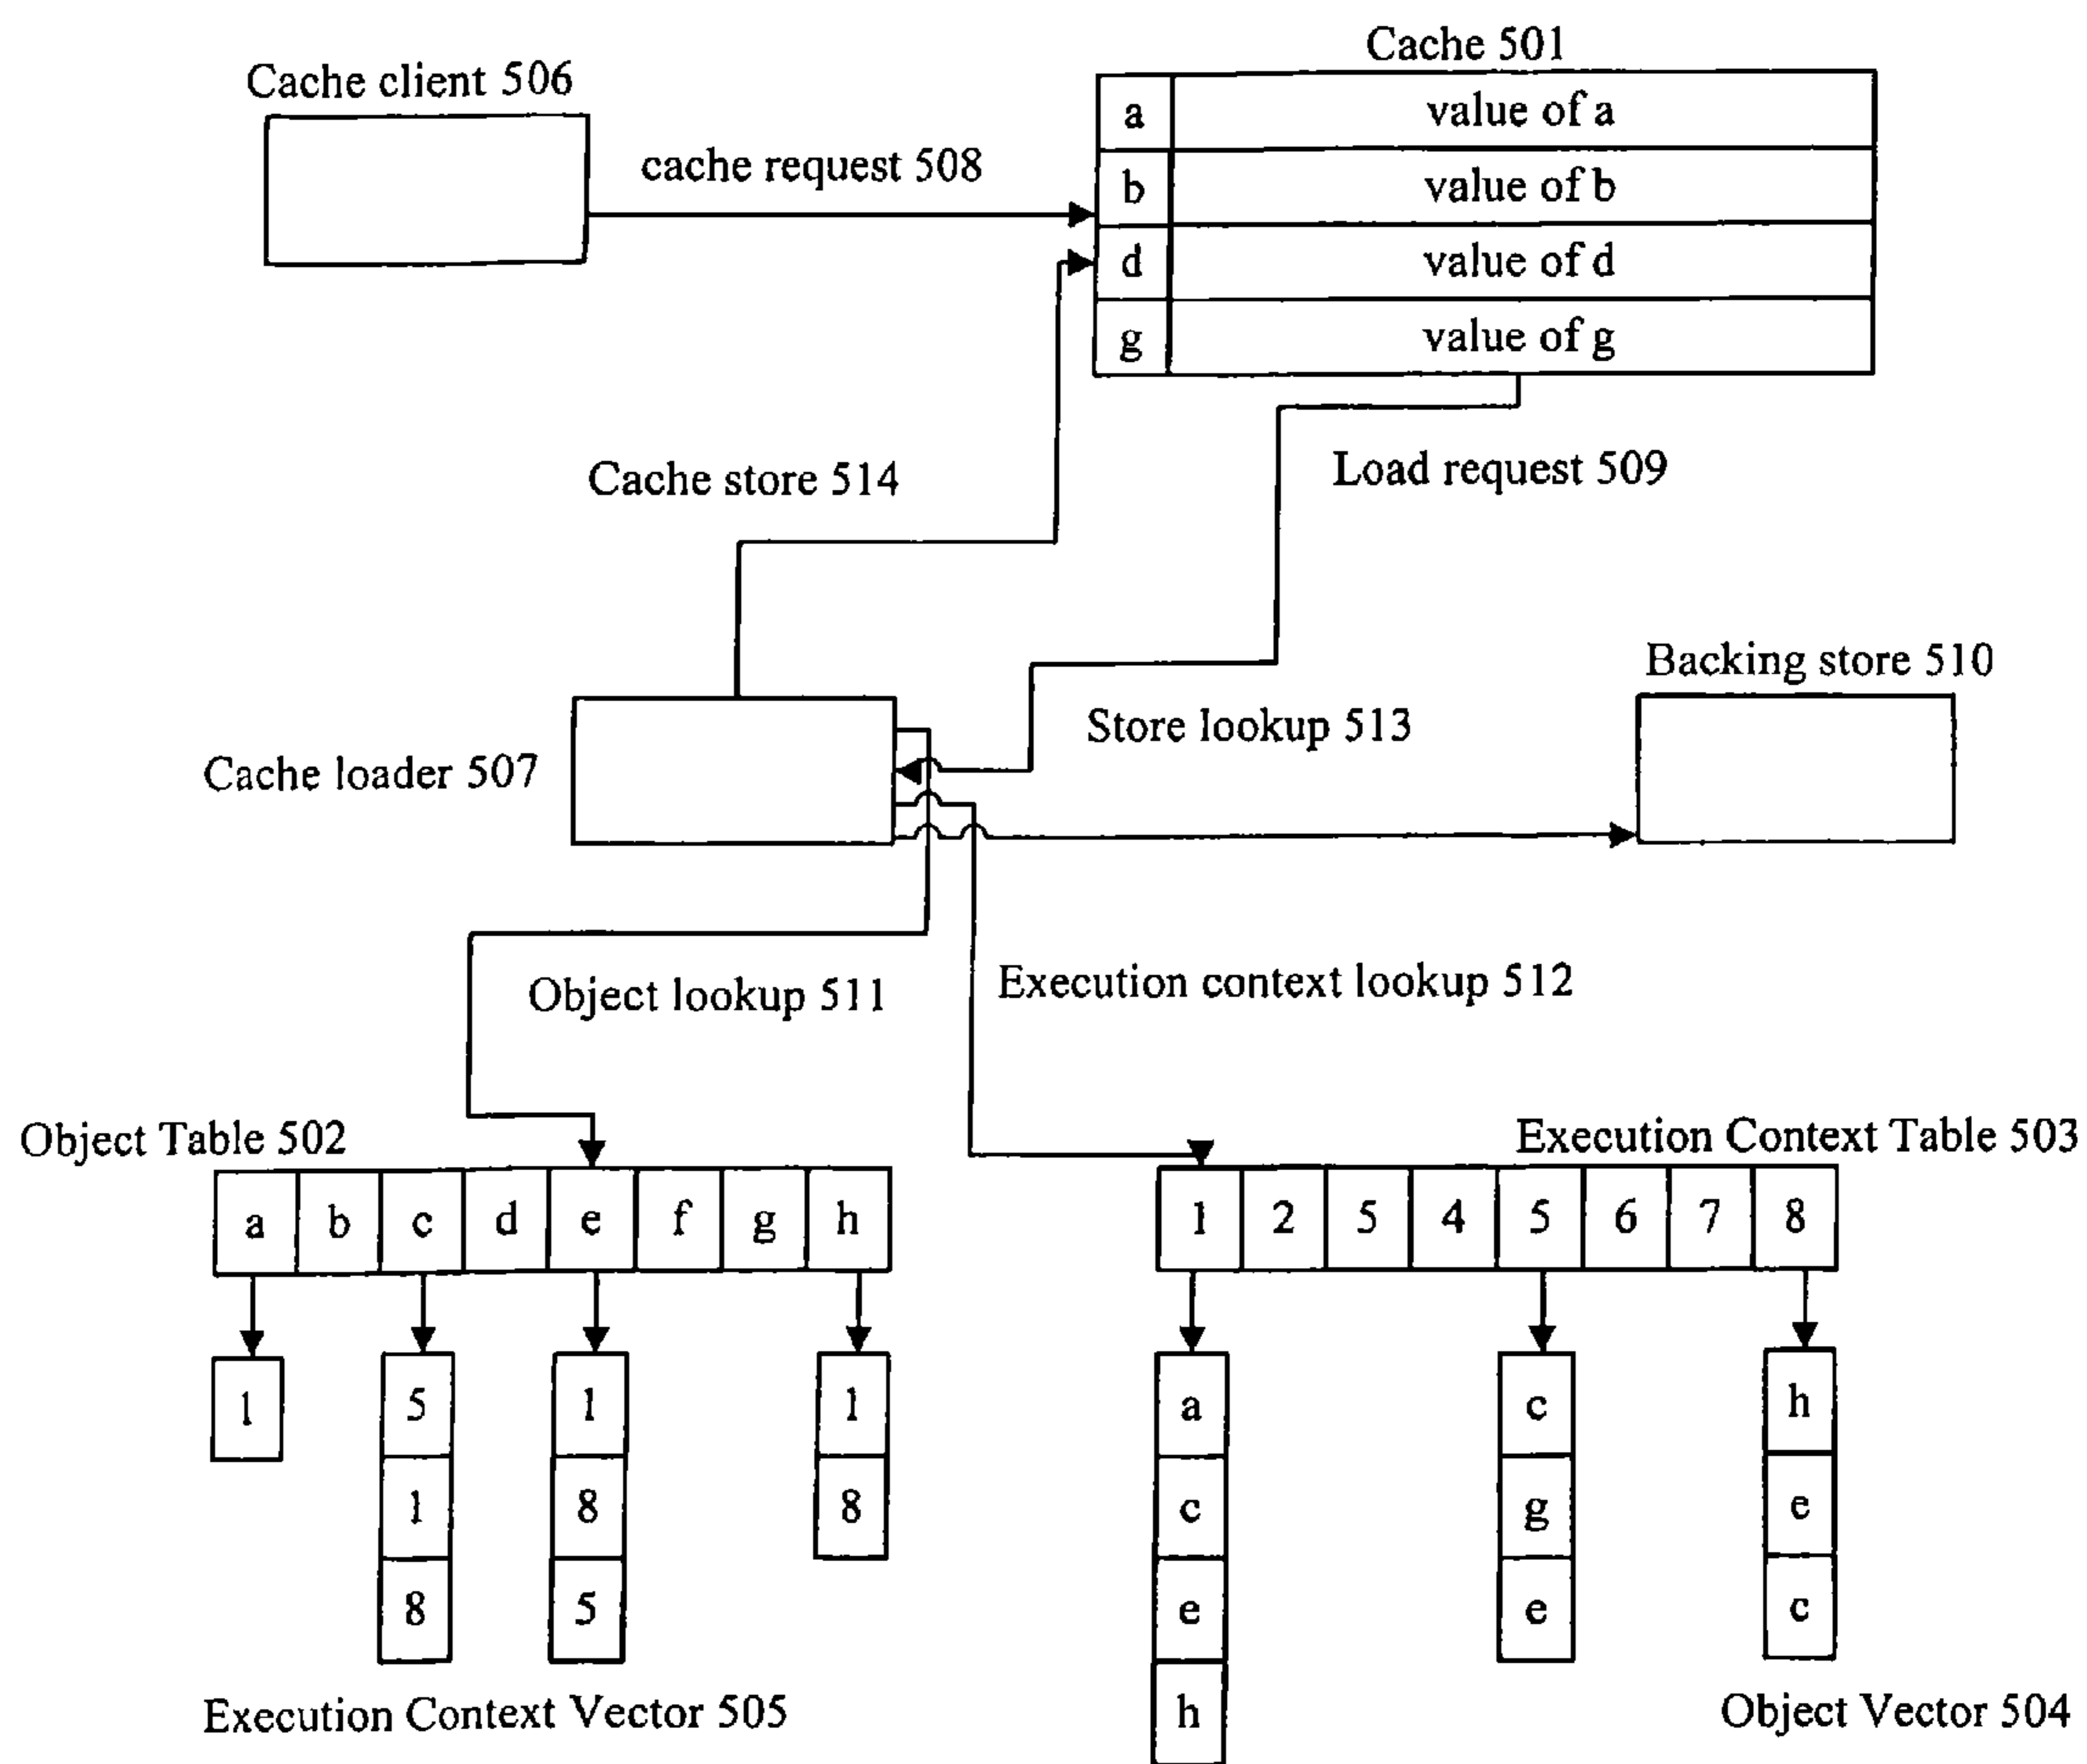 Cache 501
Cache client 506
a value of a
cache request 508
b value of b
d value of d
g value of g
Cache store 514
Load request 509
Backing store 510
Store lookup 513
Cache loader 507
Object lookup 511
Execution context lookup 512
Object Table 502
Execution Context Table 503
a b c d e f g h
1 2 5 4 5 6 7 8
1 5 1 1
a c h
1 8 8
c g e
8 5
e e c
h
Execution Context Vector 505
Object Vector 504